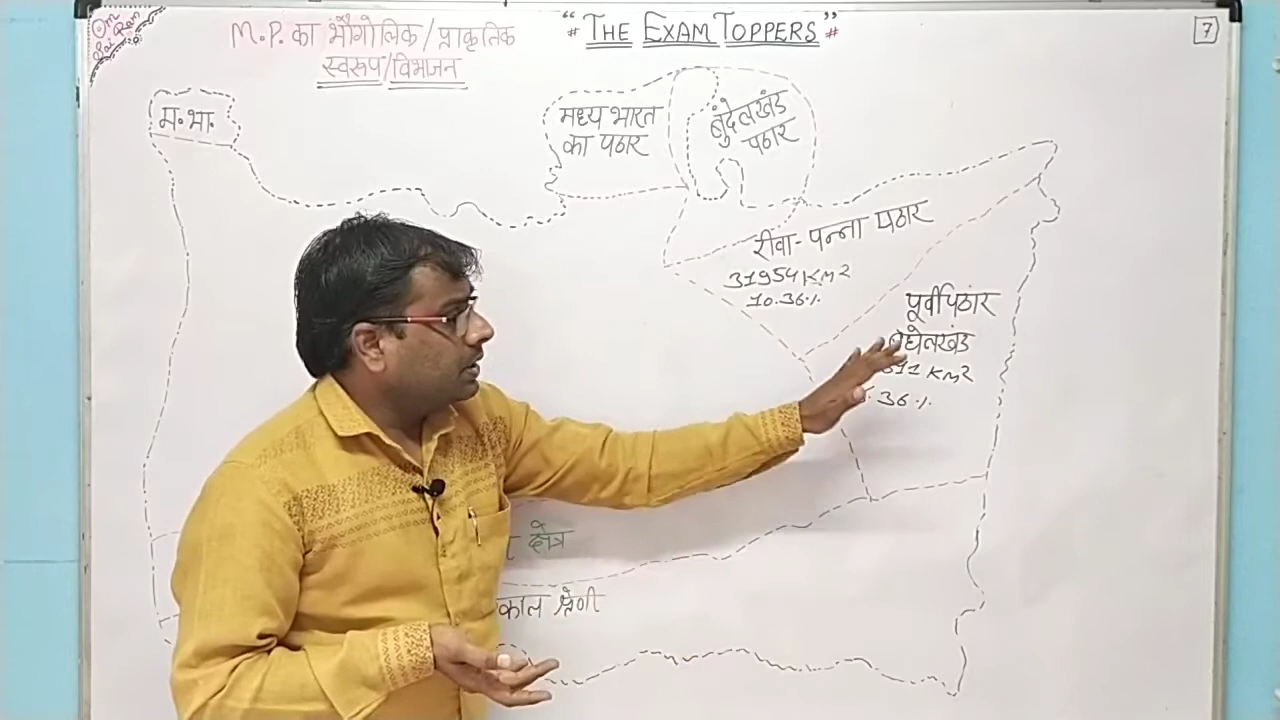 M.P. का भौगोलिक/प्राकृतिक
स्वरूप/विभाजन
"THE EXAM TOPPERS"
7
म.भा.
मध्य भारत
का पठार
बुंदेलखंड
पठार
रीवा-पन्ना पठार
31954 KM2
10.36%
पूर्वी पठार
बघेलखंड
KM2
36%
क्षेत्र
श्रेणी